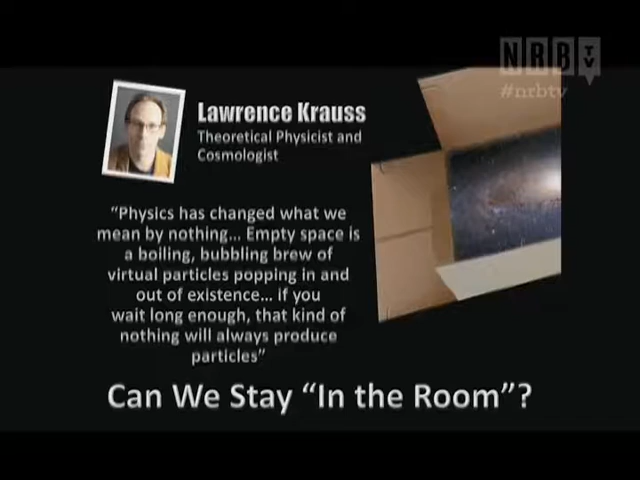 NRB TV
#nrbtv
Lawrence Krauss
Theoretical Physicist and
Cosmologist
“Physics has changed what we
mean by nothing... Empty space is
a boiling, bubbling brew of
virtual particles popping in and
out of existence... if you
wait long enough, that kind of
nothing will always produce
particles”
Can We Stay “In the Room”?